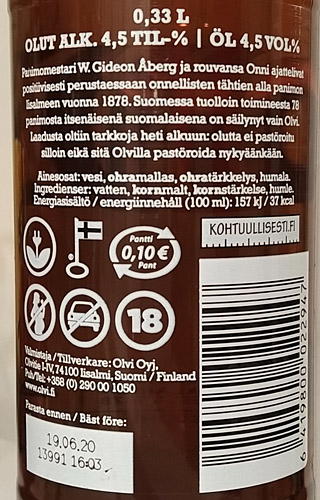 0,33 L
OLUT ALK. 4,5 TIL-% | ÖL 4,5 VOL%
Panimomestari W. Gideon Åberg ja rouvansa Onni ajattelivat
positiivisesti perustaessaan onnellisten tähtien alla panimon
Iisalmeen vuonna 1878. Suomessa tuolloin toimineesta 78
panimosta itsenäisenä suomalaisena on säilynyt vain Olvi.
Laadusta oltiin tarkkoja heti alkuun: olutta ei pastöroitu
silloin eikä sitä Olvilla pastöroida nykyäänkään.
Ainesosat: vesi, ohramallas, ohratärkkelys, humala.
Ingredienser: vatten, kornmalt, kornstärkelse, humle.
Energiasisältö / energiinnehåll (100 ml): 157 kJ / 37 kcal
KOHTUULLISESTI.FI
Pantti
0,10 €
Pant
18
Valmistaja / Tillverkare: Olvi Oyj,
Olvitie I-IV, 74100 Iisalmi, Suomi / Finland
Puh/Tel: +358 (0) 290 00 1050
www.olvi.fi
Parasta ennen / Bäst före:
19.06.20
13991 16:03
6 419800 022947